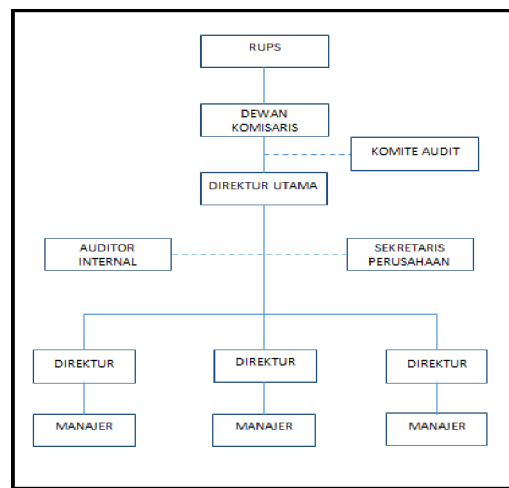 RUPS
DEWAN
KOMISARIS
KOMITE AUDIT
DIREKTUR UTAMA
AUDITOR
INTERNAL
SEKRETARIS
PERUSAHAAN
DIREKTUR
DIREKTUR
DIREKTUR
MANAJER
MANAJER
MANAJER